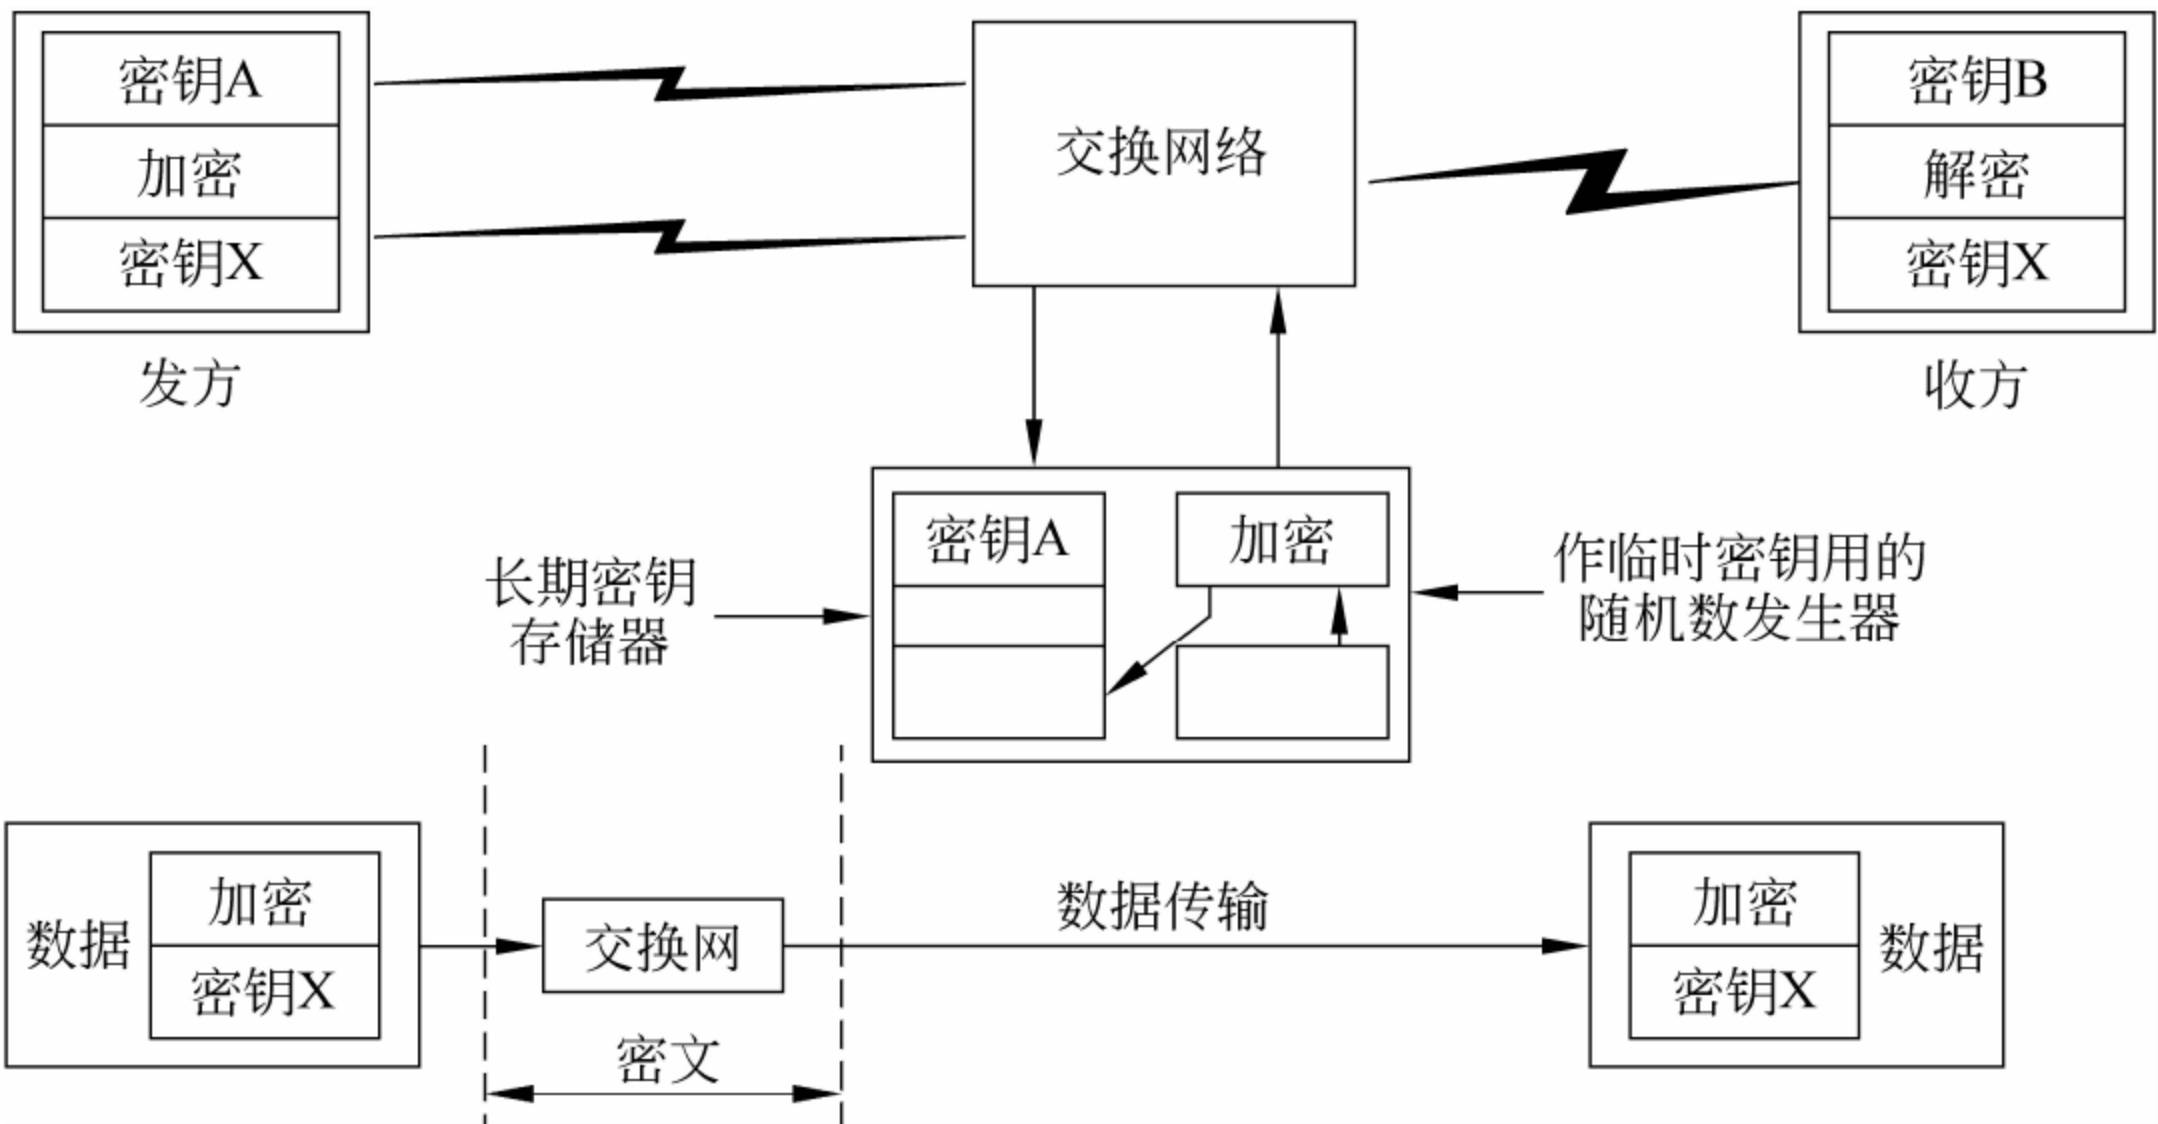 密钥A
加密
密钥X
发方
交换网络
密钥B
解密
密钥X
收方
长期密钥
存储器
密钥A
加密
作临时密钥用的
随机数发生器
数据
加密
密钥X
交换网
密文
数据传输
加密
密钥X
数据